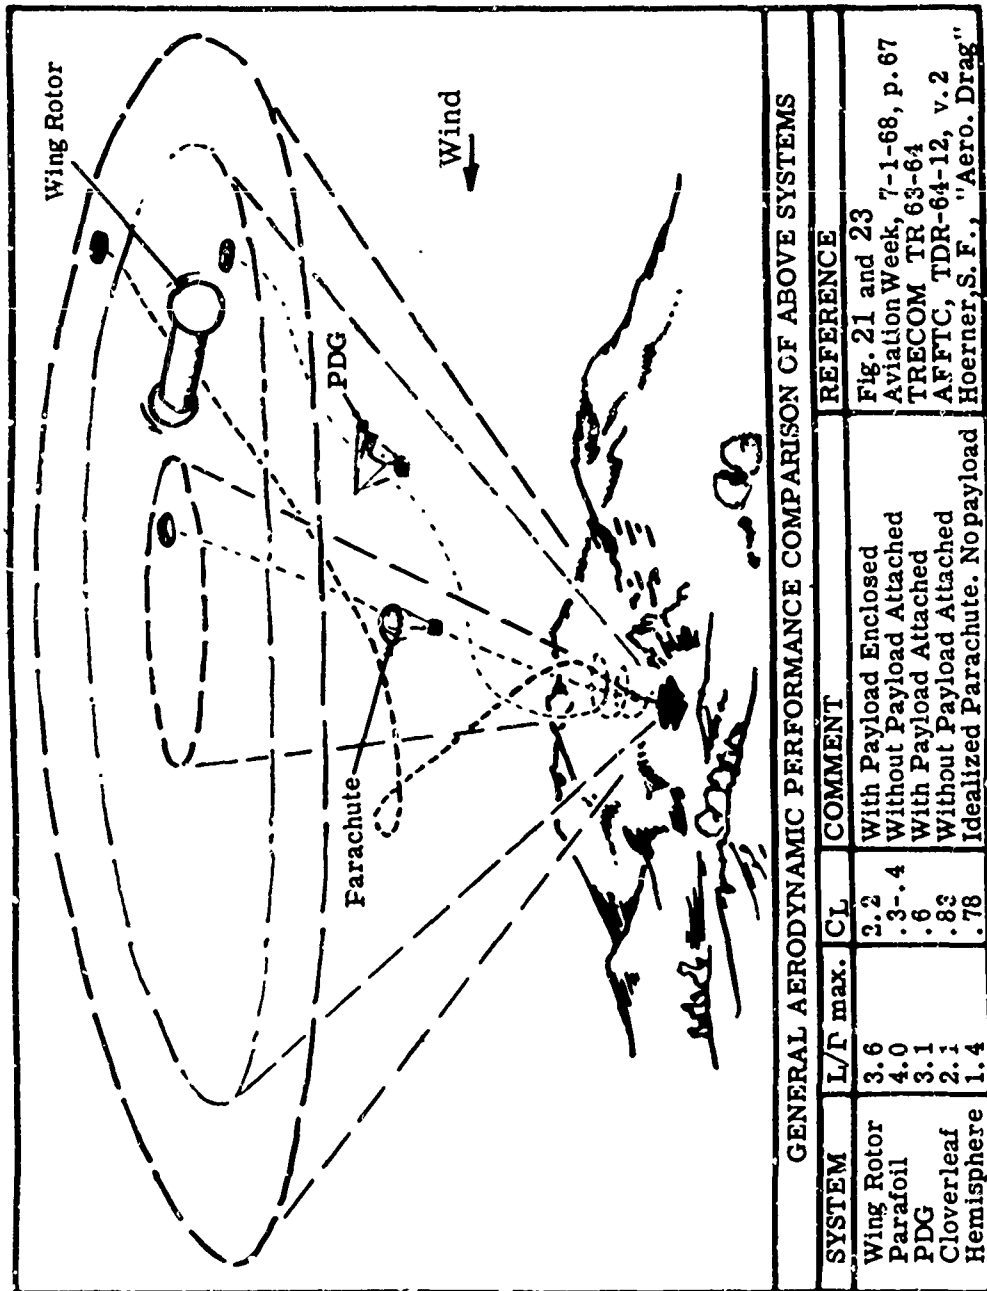 Wing Rotor
Wind
PDG
Farachute
GENERAL AERODYNAMIC PERFORMANCE COMPARISON OF ABOVE SYSTEMS
SYSTEM L/D max. CL COMMENT REFERENCE
Wing Rotor 3.6 2.2 With Payload Enclosed Fig. 21 and 23
Parafoil 4.0 .3-.4 Without Payload Attached Aviation Week, 7-1-68, p. 67
PDG 3.1 .6 With Payload Attached TRECOM TR 63-64
Cloverleaf 2.1 Without Payload Attached AFFTC, TDR-64-12, v. 2
Hemisphere 1.4 .78 Idealized Parachute. No payload Hoerner, S. F., "Aero. Drag"